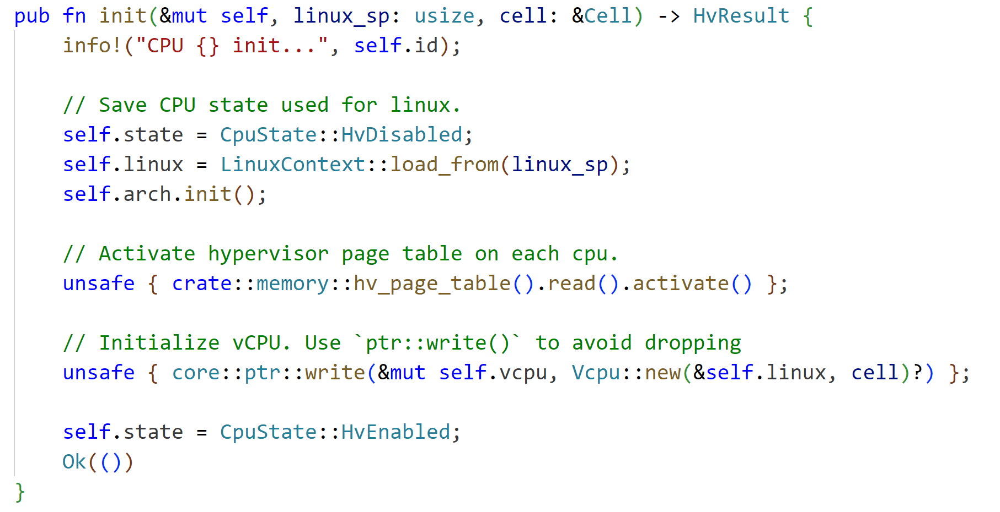 pub fn init(&mut self, linux_sp: usize, cell: &Cell) -> HvResult {
    info!("CPU {} init...", self.id);

    // Save CPU state used for linux.
    self.state = CpuState::HvDisabled;
    self.linux = LinuxContext::load_from(linux_sp);
    self.arch.init();

    // Activate hypervisor page table on each cpu.
    unsafe { crate::memory::hv_page_table().read().activate() };

    // Initialize vCPU. Use `ptr::write()` to avoid dropping
    unsafe { core::ptr::write(&mut self.vcpu, Vcpu::new(&self.linux, cell)?) };

    self.state = CpuState::HvEnabled;
    Ok(())
}